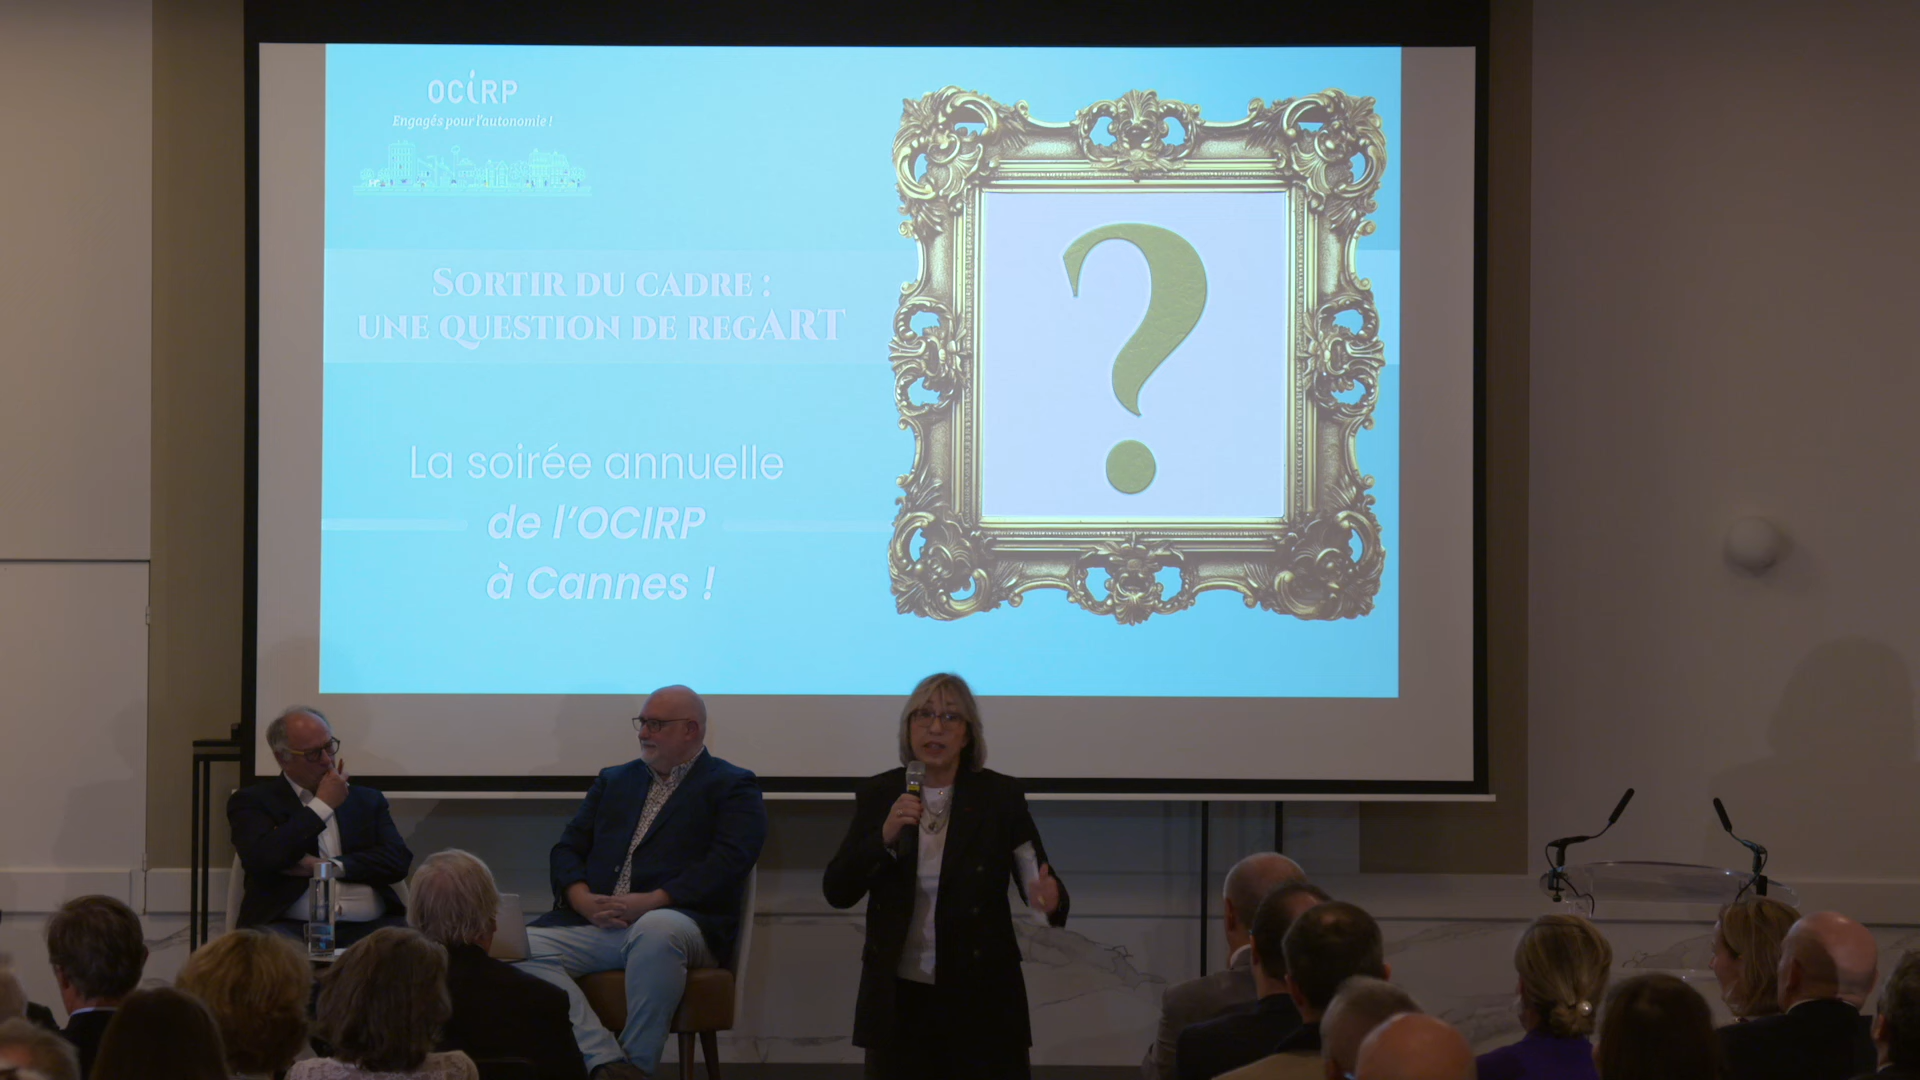 OCIRP
Engagés pour l'autonomie !
SORTIR DU CADRE :
UNE QUESTION DE REGART
La soirée annuelle
de l'OCIRP
à Cannes !
?